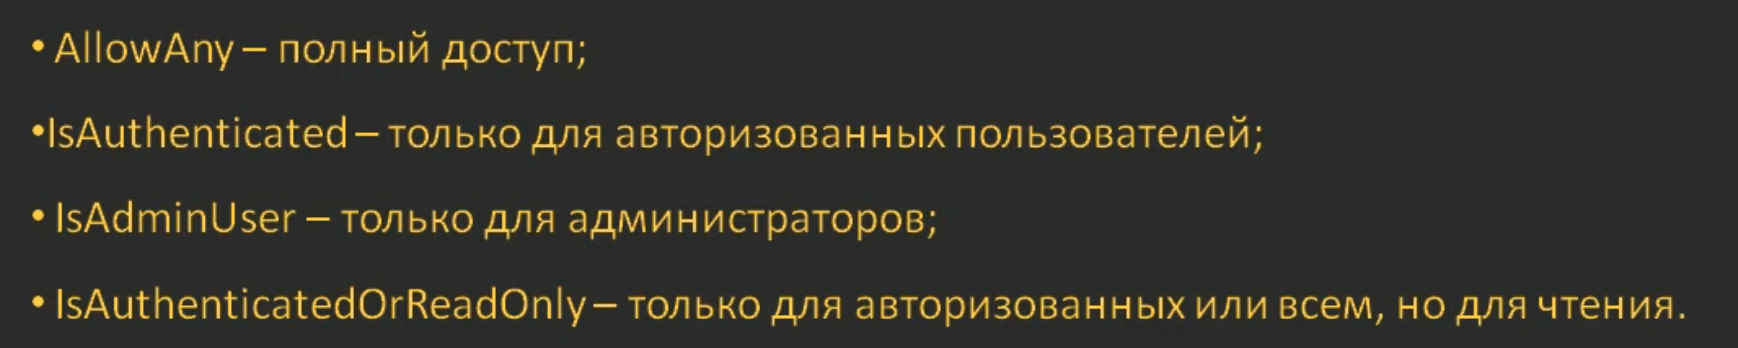 • AllowAny – полный доступ;
•IsAuthenticated – только для авторизованных пользователей;
• IsAdminUser – только для администраторов;
• IsAuthenticatedOrReadOnly – только для авторизованных или всем, но для чтения.